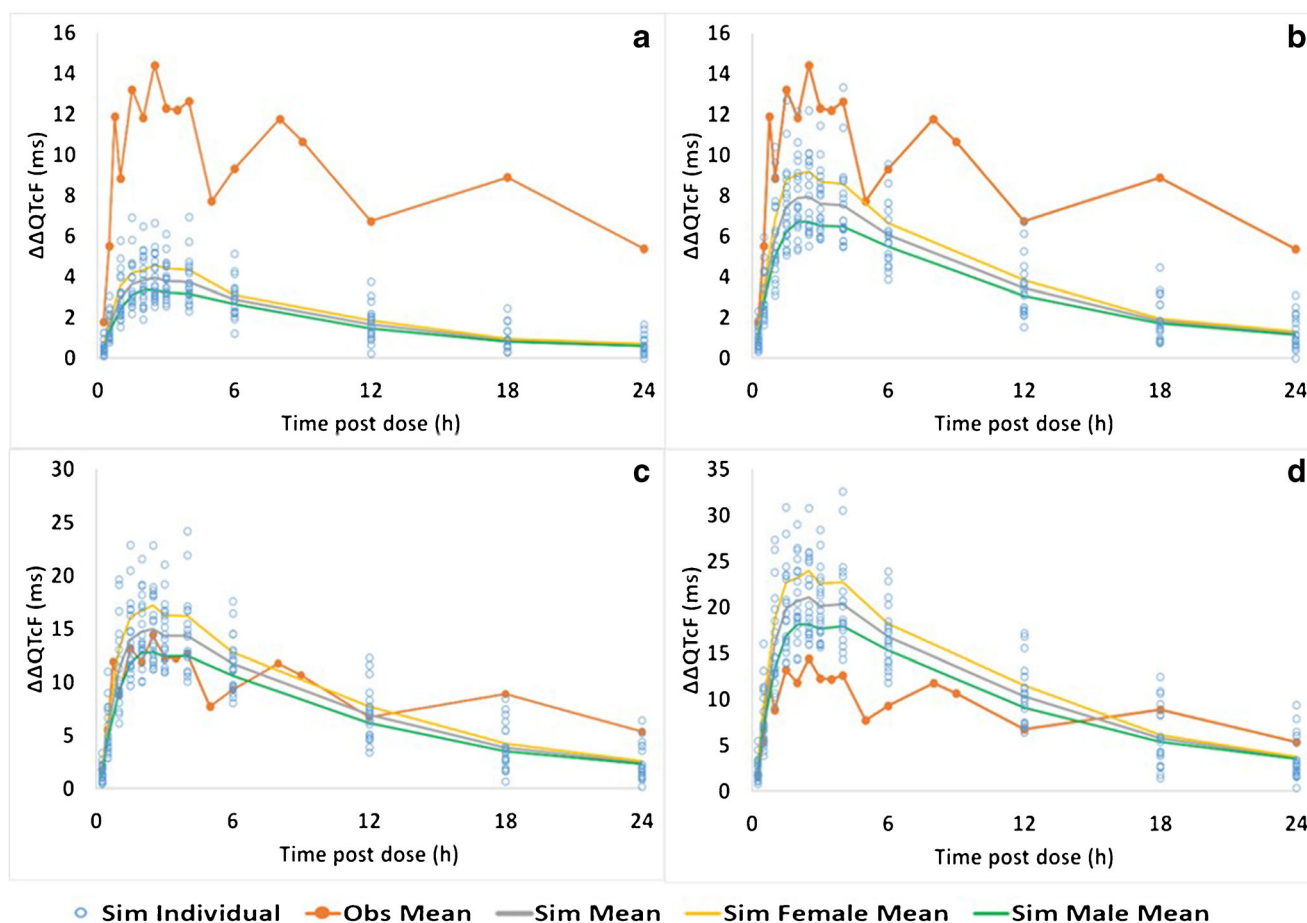 a
16
14
12
10
8
6
4
2
0
ΔΔQTcF (ms)
0 6 12 18 24
Time post dose (h)
b
16
14
12
10
8
6
4
2
0
ΔΔQTcF (ms)
0 6 12 18 24
Time post dose (h)
c
30
25
20
15
10
5
0
ΔΔQTcF (ms)
0 6 12 18 24
Time post dose (h)
d
35
30
25
20
15
10
5
0
ΔΔQTcF (ms)
0 6 12 18 24
Time post dose (h)
Sim Individual Obs Mean Sim Mean Sim Female Mean Sim Male Mean